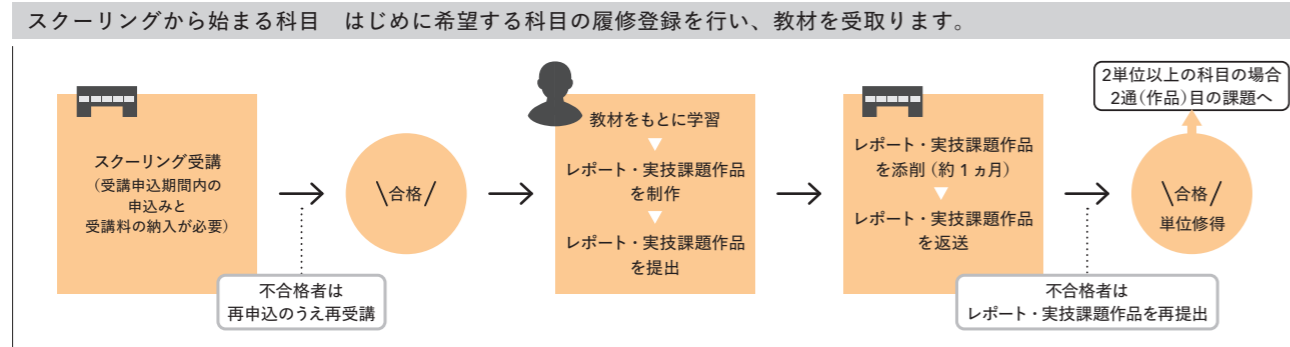 スクーリングから始まる科目　はじめに希望する科目の履修登録を行い、教材を受取ります。
スクーリング受講
（受講申込期間内の
申込みと
受講料の納入が必要）
不合格者は
再申込のうえ再受講
合格
教材をもとに学習
レポート・実技課題作品
を制作
レポート・実技課題作品
を提出
レポート・実技課題作品
を添削（約１ヵ月）
レポート・実技課題作品
を返送
不合格者は
レポート・実技課題作品を再提出
合格
単位修得
2単位以上の科目の場合
2通（作品）目の課題へ